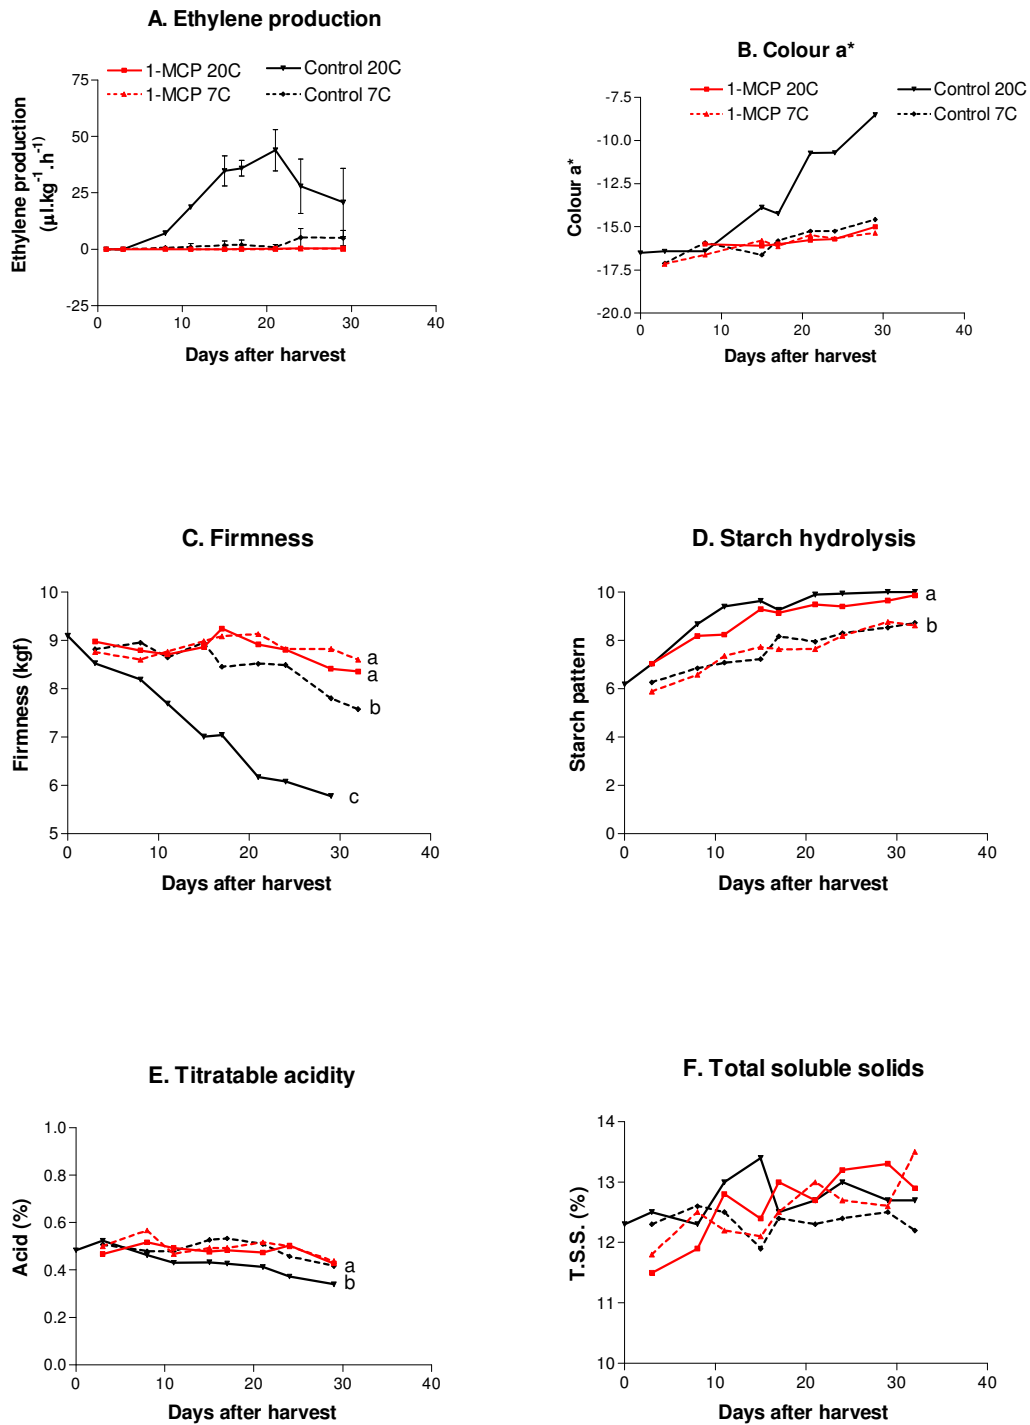 A. Ethylene production
1-MCP 20C
Control 20C
1-MCP 7C
Control 7C
75
50
25
0
-25
0
10
20
30
40
Ethylene production
(µl.kg⁻¹.h⁻¹)
Days after harvest
B. Colour a*
1-MCP 20C
Control 20C
1-MCP 7C
Control 7C
-7.5
-10.0
-12.5
-15.0
-17.5
-20.0
0
10
20
30
40
Colour a*
Days after harvest
C. Firmness
10
9
8
7
6
5
0
10
20
30
40
a
a
b
c
Firmness (kgf)
Days after harvest
D. Starch hydrolysis
10
8
6
4
2
0
0
10
20
30
40
a
b
Starch pattern
Days after harvest
E. Titratable acidity
1.0
0.8
0.6
0.4
0.2
0.0
0
10
20
30
40
a
b
Acid (%)
Days after harvest
F. Total soluble solids
14
13
12
11
10
0
10
20
30
40
T.S.S. (%)
Days after harvest